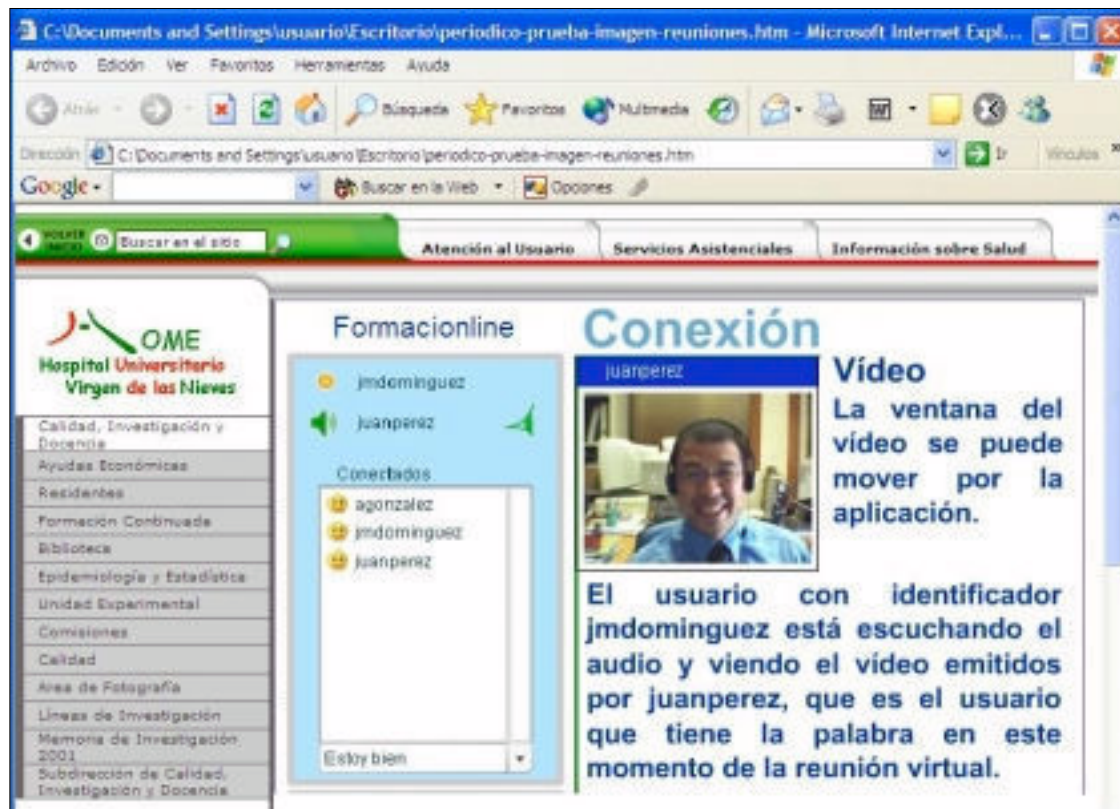 C:\Documents and Settings\usuario\Escritorio\periodico-prueba-imagen-reuniones.htm - Microsoft Internet Expl...
Archivo Edición Ver Favoritos Herramientas Ayuda
Atrás Búsqueda Favoritos Multimedia
Dirección C:\Documents and Settings\usuario\Escritorio\periodico-prueba-imagen-reuniones.htm Ir Vínculos
Google Buscar en la Web Opciones
VOLVER INICIO Buscar en el sitio Atención al Usuario Servicios Asistenciales Información sobre Salud
OME
Hospital Universitario
Virgen de las Nieves
Calidad, Investigación y
Docencia
Ayudas Económicas
Residentes
Formación Continuada
Biblioteca
Epidemiología y Estadística
Unidad Experimental
Comisiones
Calidad
Area de Fotografía
Líneas de Investigación
Memoria de Investigación
2001
Subdirección de Calidad,
Investigación y Docencia
Formacionline
jmdominguez
juanperez
Conectados
agonzalez
jmdominguez
juanperez
Estoy bien
Conexión
juanperez
Vídeo
La ventana del
vídeo se puede
mover por la
aplicación.
El usuario con identificador
jmdominguez está escuchando el
audio y viendo el vídeo emitidos
por juanperez, que es el usuario
que tiene la palabra en este
momento de la reunión virtual.